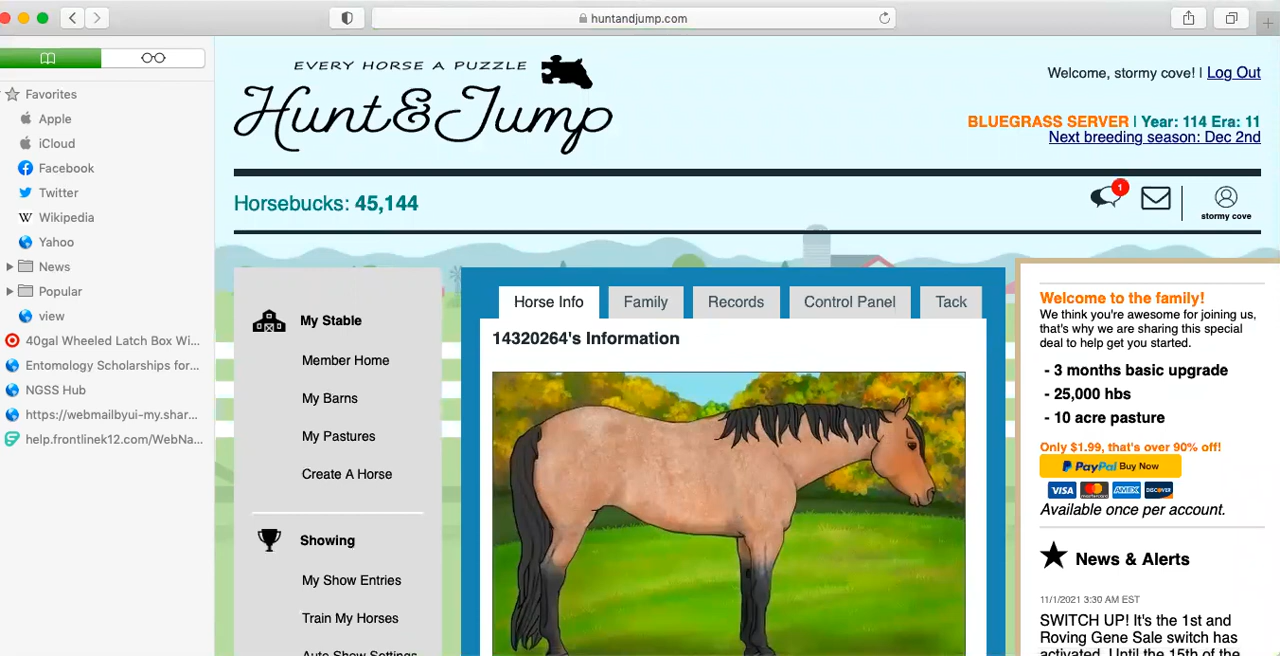 huntandjump.com
Favorites
Apple
iCloud
Facebook
Twitter
W Wikipedia
Yahoo
News
Popular
view
40gal Wheeled Latch Box Wi...
Entomology Scholarships for...
NGSS Hub
https://webmailbyui-my.shar...
help.frontlinek12.com/WebNa...
EVERY HORSE A PUZZLE
Hunt&Jump
Welcome, stormy cove! | Log Out
BLUEGRASS SERVER | Year: 114 Era: 11
Next breeding season: Dec 2nd
Horsebucks: 45,144
1
stormy cove
My Stable
Member Home
My Barns
My Pastures
Create A Horse
Showing
My Show Entries
Train My Horses
Auto Show Settings
Horse Info Family Records Control Panel Tack
14320264's Information
Welcome to the family!
We think you're awesome for joining us,
that's why we are sharing this special
deal to help get you started.
- 3 months basic upgrade
- 25,000 hbs
- 10 acre pasture
Only $1.99, that's over 90% off!
PayPal Buy Now
VISA MasterCard AMEX DISCOVER
Available once per account.
News & Alerts
11/1/2021 3:30 AM EST
SWITCH UP! It's the 1st and
Roving Gene Sale switch has
activated. Until the 15th of the